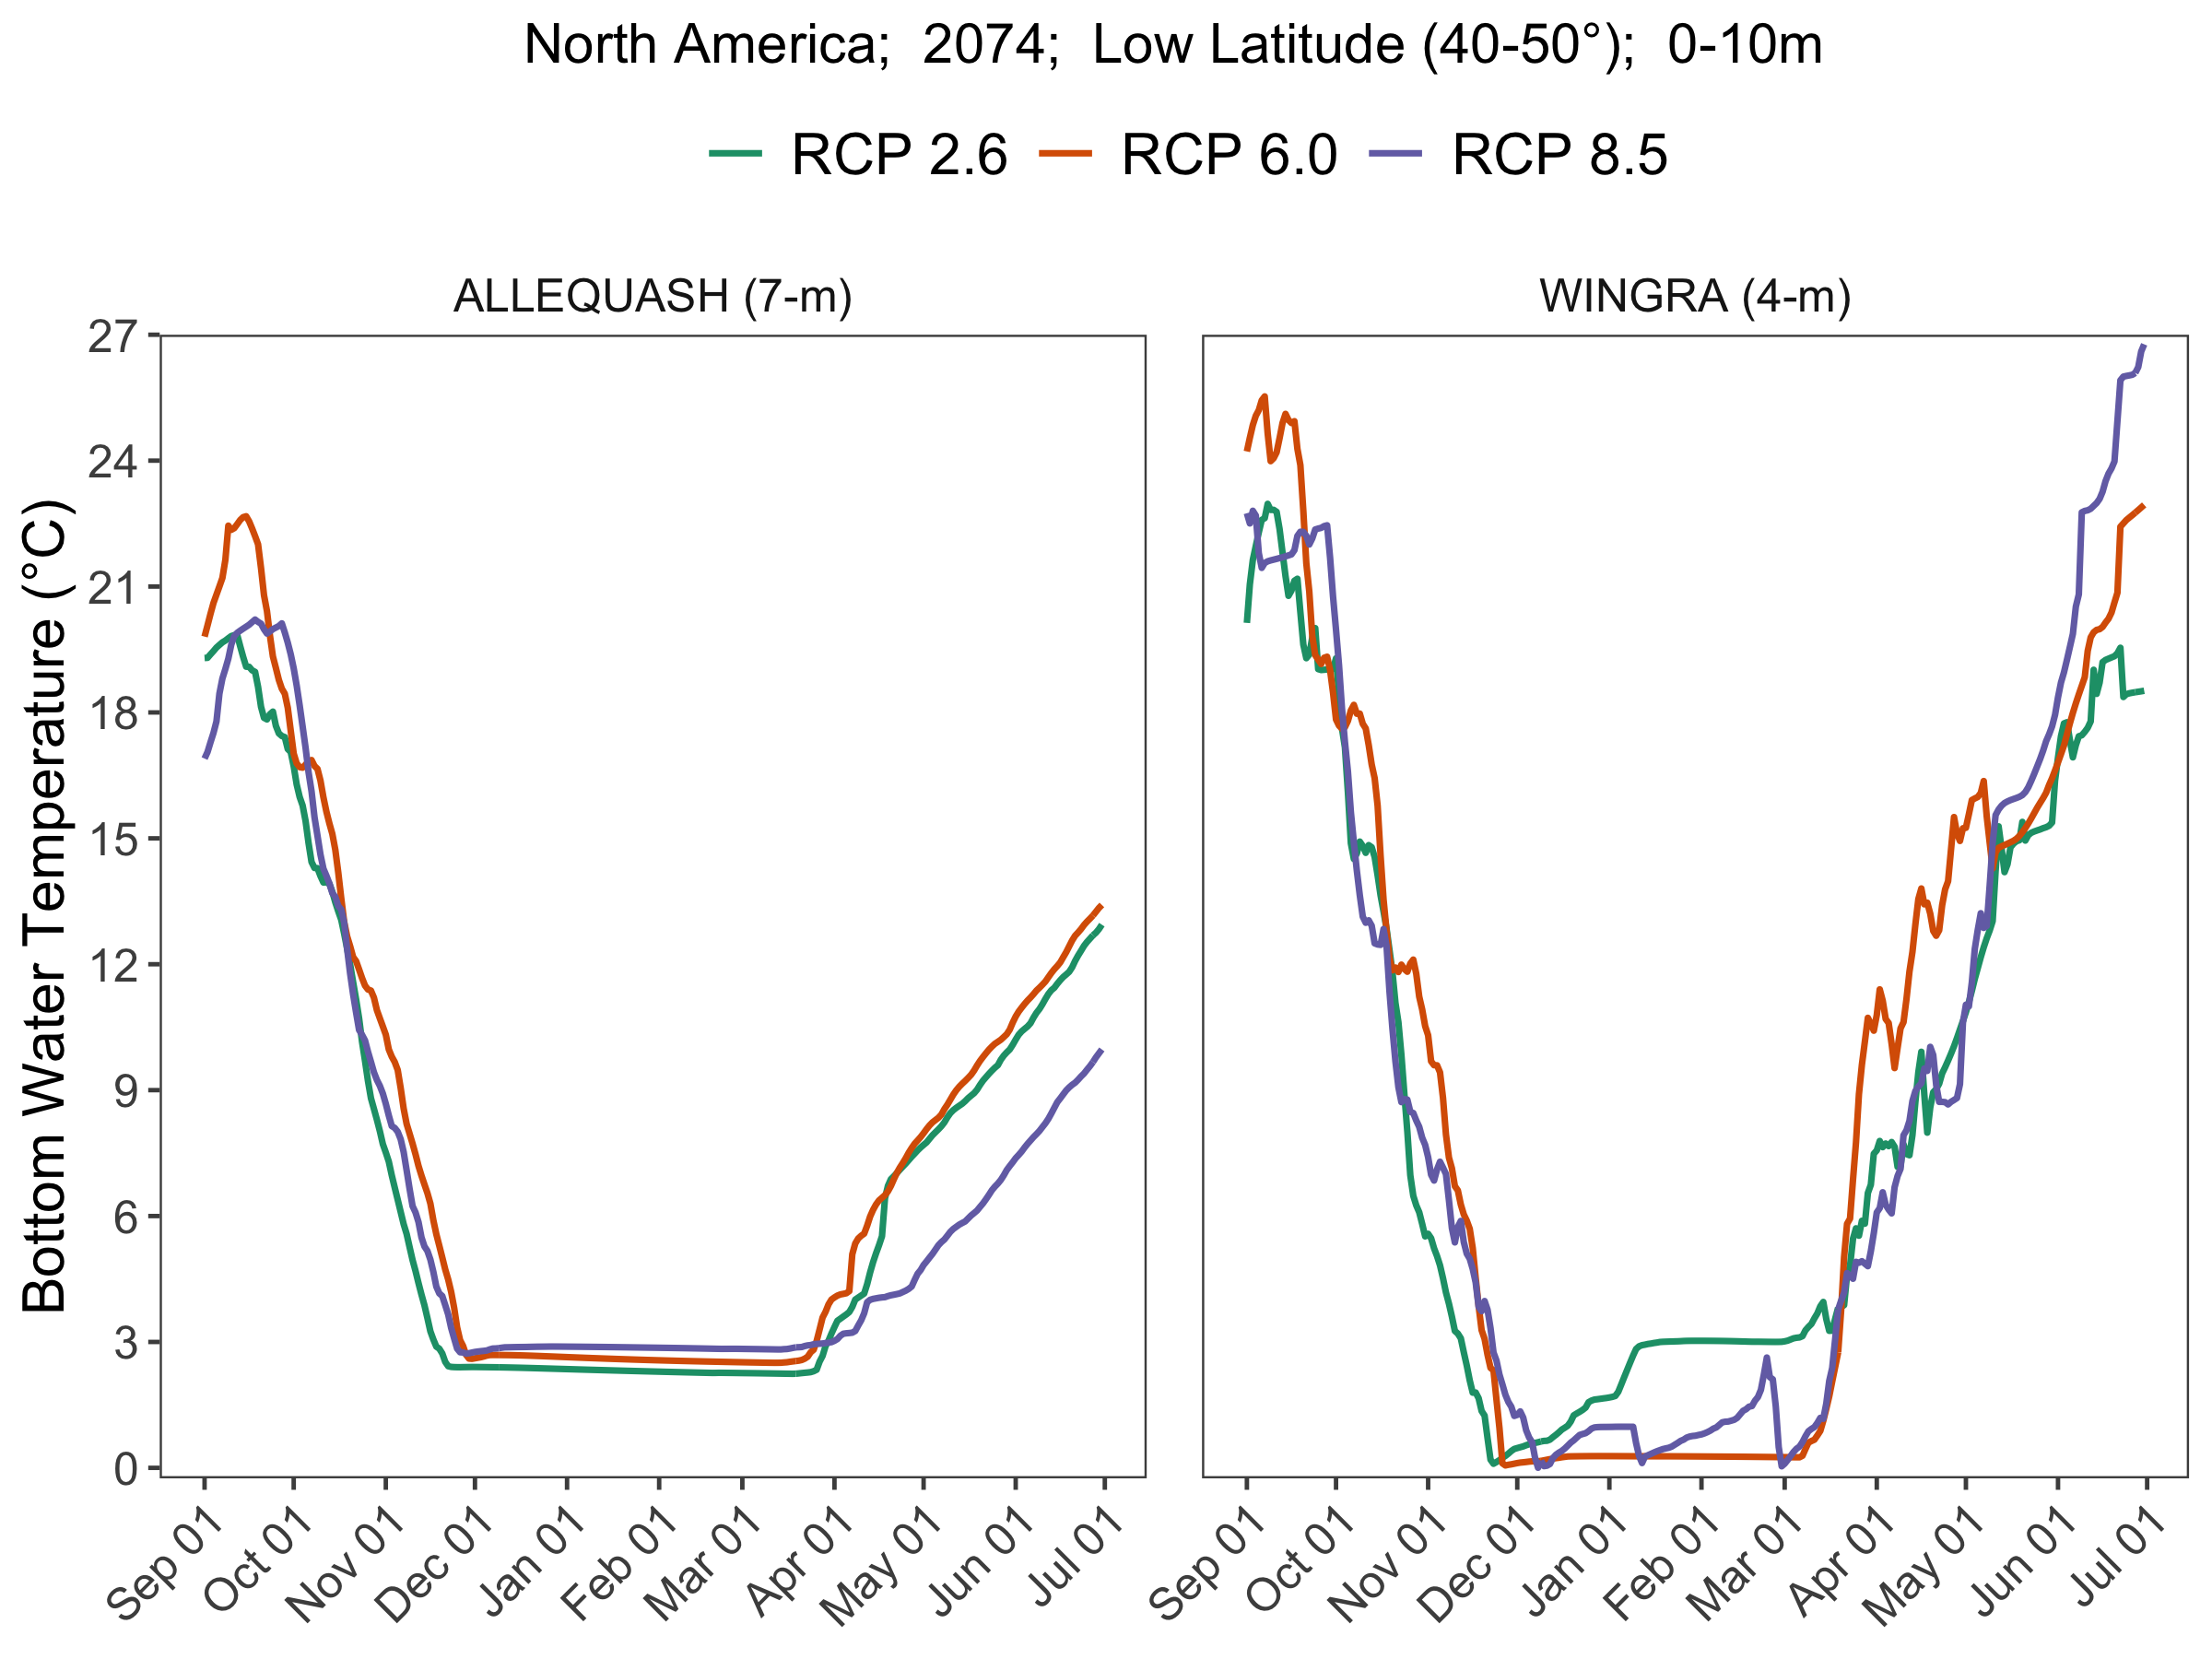 North America;  2074;  Low Latitude (40-50°);  0-10m
RCP 2.6 RCP 6.0 RCP 8.5
ALLEQUASH (7-m) WINGRA (4-m)
Bottom Water Temperature (°C)
27
24
21
18
15
12
9
6
3
0
Sep 01 Oct 01 Nov 01 Dec 01 Jan 01 Feb 01 Mar 01 Apr 01 May 01 Jun 01 Jul 01 Sep 01 Oct 01 Nov 01 Dec 01 Jan 01 Feb 01 Mar 01 Apr 01 May 01 Jun 01 Jul 01